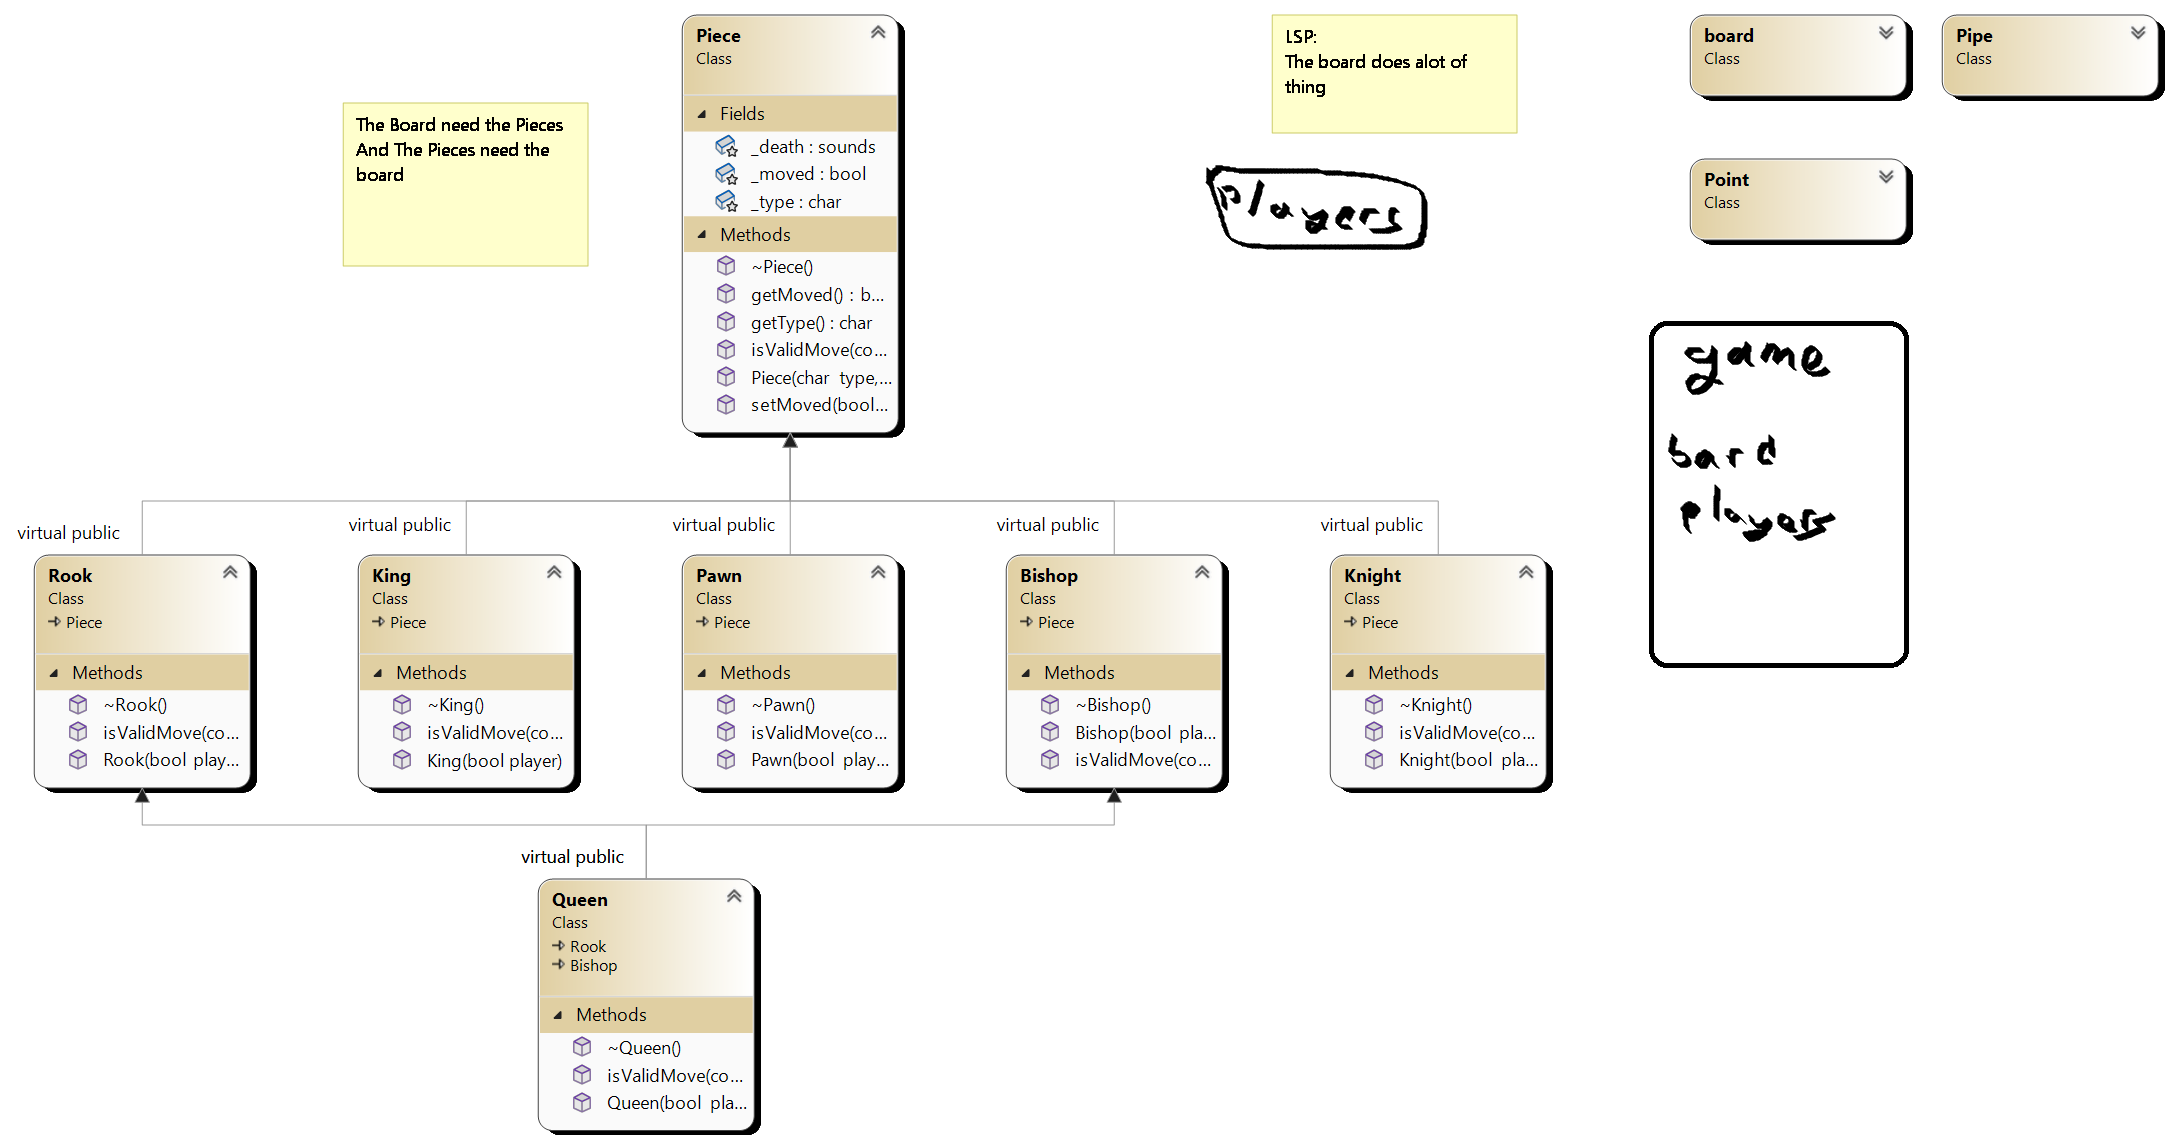 Piece
Class
Fields
_death : sounds
_moved : bool
_type : char
Methods
~Piece()
getMoved() : b...
getType() : char
isValidMove(co...
Piece(char type,...
setMoved(bool...
The Board need the Pieces
And The Pieces need the
board
LSP:
The board does alot of
thing
players
board
Class
Pipe
Class
Point
Class
game
bard
players
virtual public
virtual public
virtual public
virtual public
virtual public
Rook
Class
Piece
Methods
~Rook()
isValidMove(co...
Rook(bool play...
King
Class
Piece
Methods
~King()
isValidMove(co...
King(bool player)
Pawn
Class
Piece
Methods
~Pawn()
isValidMove(co...
Pawn(bool play...
Bishop
Class
Piece
Methods
~Bishop()
Bishop(bool pla...
isValidMove(co...
Knight
Class
Piece
Methods
~Knight()
isValidMove(co...
Knight(bool pla...
virtual public
Queen
Class
Rook
Bishop
Methods
~Queen()
isValidMove(co...
Queen(bool pla...